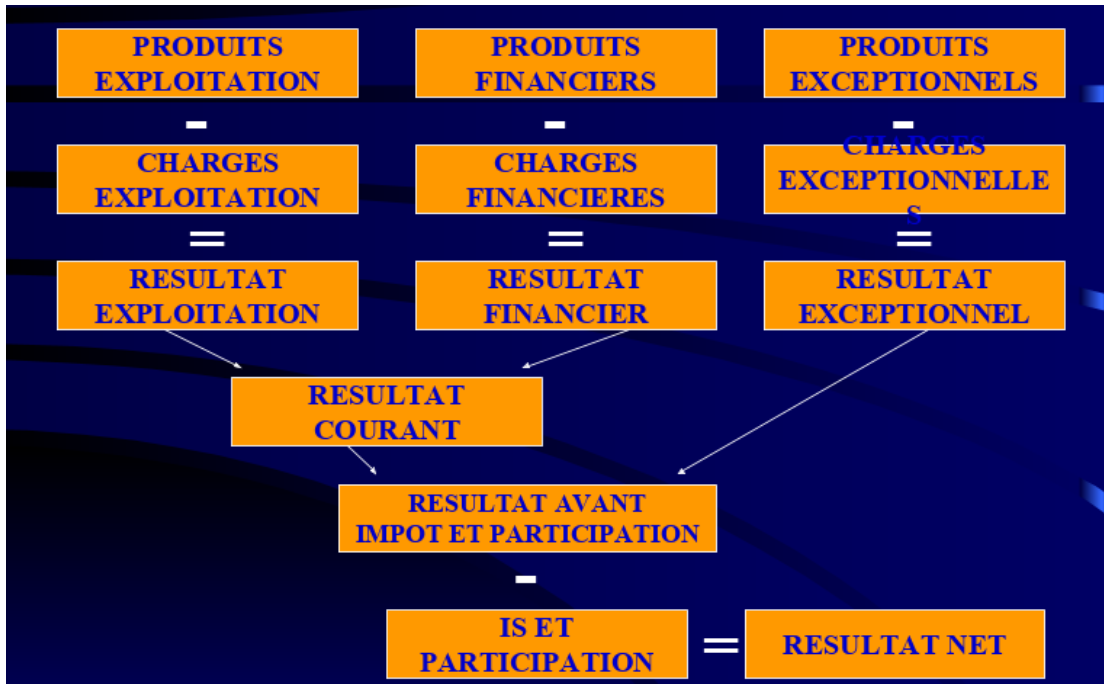 PRODUITS
EXPLOITATION
PRODUITS
FINANCIERS
PRODUITS
EXCEPTIONNELS
-
-
-
CHARGES
EXPLOITATION
CHARGES
FINANCIERES
CHARGES
EXCEPTIONNELLE
S
=
=
=
RESULTAT
EXPLOITATION
RESULTAT
FINANCIER
RESULTAT
EXCEPTIONNEL
RESULTAT
COURANT
RESULTAT AVANT
IMPOT ET PARTICIPATION
-
IS ET
PARTICIPATION
=
RESULTAT NET